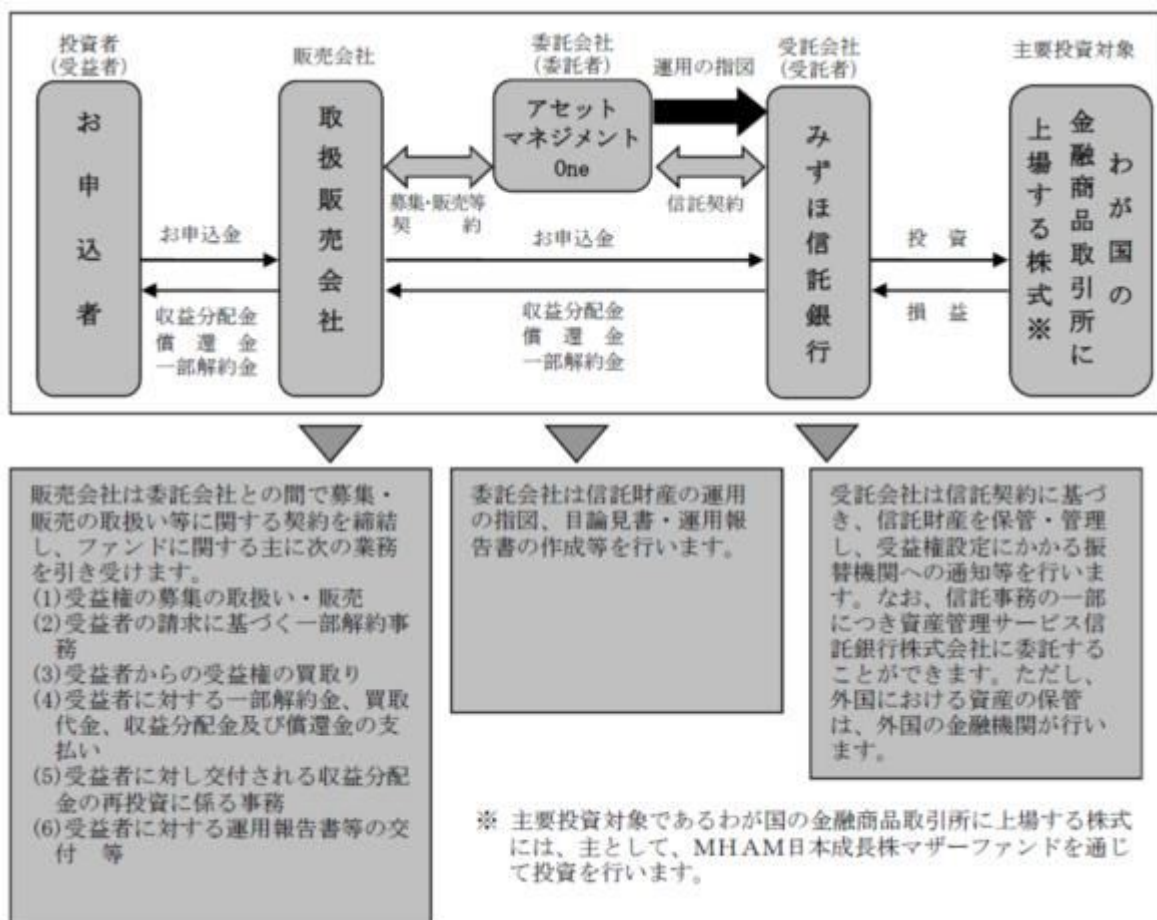 投資者
(受益者)
お申込者
お申込金
収益分配金
償還金
一部解約金
販売会社
取扱販売会社
募集・販売等
契約
委託会社
(委託者)
アセット
マネジメント
One
運用の指図
信託契約
お申込金
収益分配金
償還金
一部解約金
受託会社
(受託者)
みずほ信託銀行
投資
損益
主要投資対象
わが国の
金融商品取引所に
上場する株式※
販売会社は委託会社との間で募集・
販売の取扱い等に関する契約を締結
し、ファンドに関する主に次の業務
を引き受けます。
(1)受益権の募集の取扱い・販売
(2)受益者の請求に基づく一部解約事
務
(3)受益者からの受益権の買取り
(4)受益者に対する一部解約金、買取
代金、収益分配金及び償還金の支
払い
(5)受益者に対し交付される収益分配
金の再投資に係る事務
(6)受益者に対する運用報告書等の交
付 等
委託会社は信託財産の運用
の指図、目論見書・運用報
告書の作成等を行います。
受託会社は信託契約に基づ
き、信託財産を保管・管理
し、受益権設定にかかる振
替機関への通知等を行いま
す。なお、信託事務の一部
につき資産管理サービス信
託銀行株式会社に委託する
ことができます。ただし、
外国における資産の保管
は、外国の金融機関が行い
ます。
※ 主要投資対象であるわが国の金融商品取引所に上場する株式
には、主として、MHAM日本成長株マザーファンドを通じ
て投資を行います。